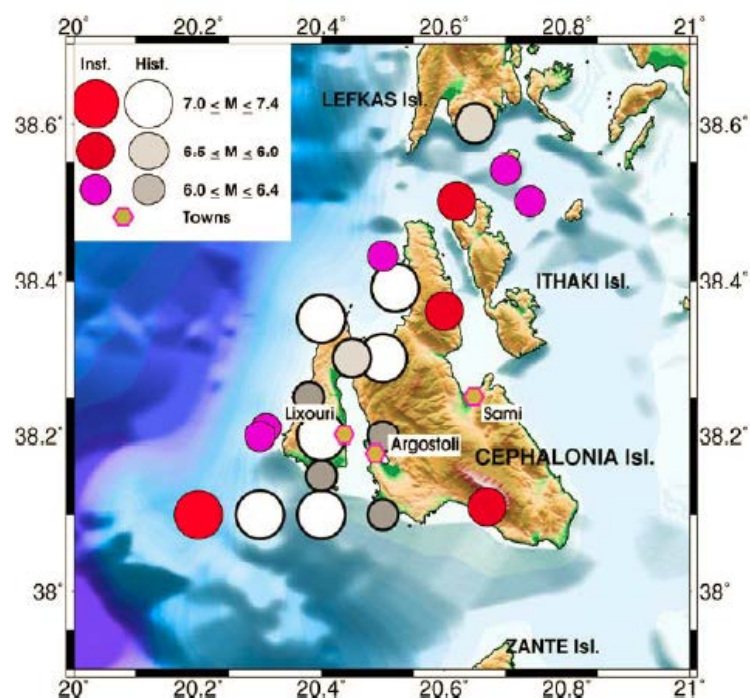 20° 20.2° 20.4° 20.6° 20.8° 21°
Inst. Hist.
7.0 ≤ M ≤ 7.4
6.5 ≤ M ≤ 6.0
6.0 ≤ M ≤ 6.4
Towns
LEFKAS Isl.
38.6° 38.6°
38.4° 38.4°
ITHAKI Isl.
Lixouri
Sami
38.2° 38.2°
Argostoli
CEPHALONIA Isl.
38° 38°
ZANTE Isl.
20° 20.2° 20.4° 20.6° 20.8° 21°